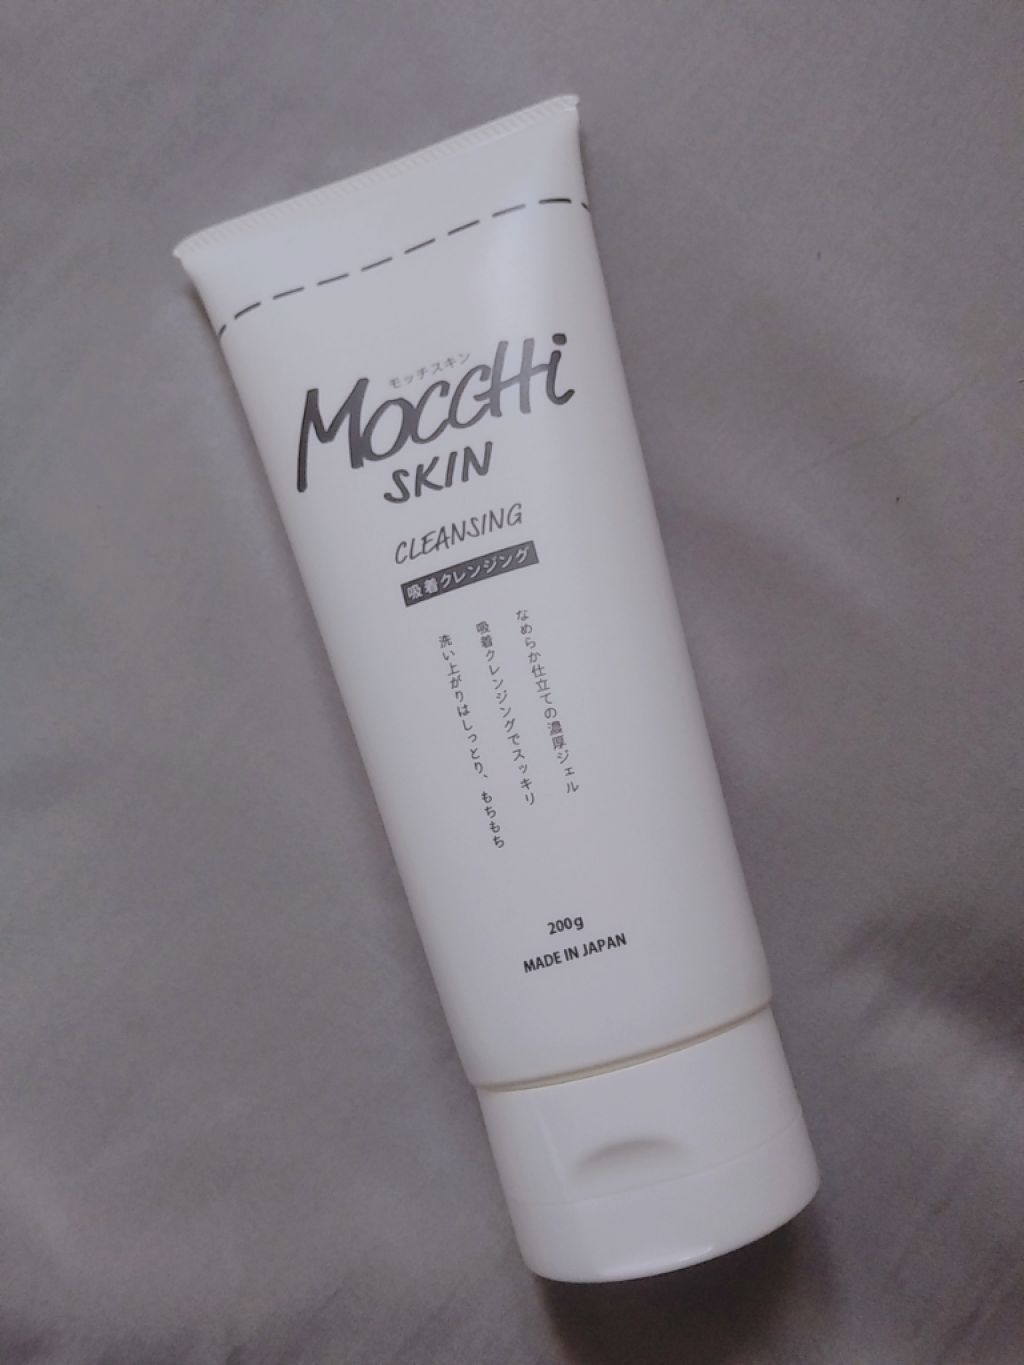 モッチスキン
MOCCHi
SKIN
CLEANSING
吸着クレンジング
なめらか仕立ての濃厚ジェル
吸着クレンジングでスッキリ
洗い上がりはしっとり、もちもち
200g
MADE IN JAPAN